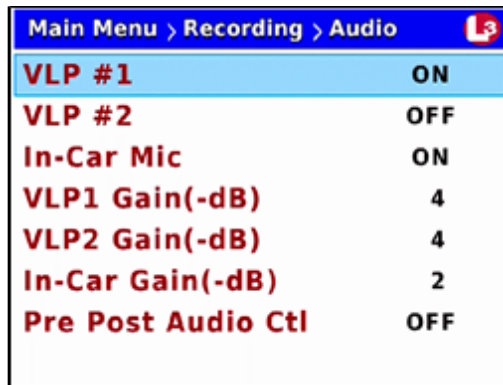 Main Menu > Recording > Audio L3
VLP #1 ON
VLP #2 OFF
In-Car Mic ON
VLP1 Gain(-dB) 4
VLP2 Gain(-dB) 4
In-Car Gain(-dB) 2
Pre Post Audio Ctl OFF